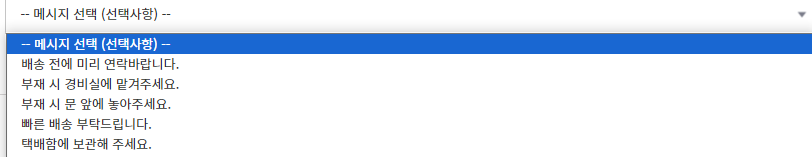 -- 메시지 선택 (선택사항) --
-- 메시지 선택 (선택사항) --
배송 전에 미리 연락바랍니다.
부재 시 경비실에 맡겨주세요.
부재 시 문 앞에 놓아주세요.
빠른 배송 부탁드립니다.
택배함에 보관해 주세요.